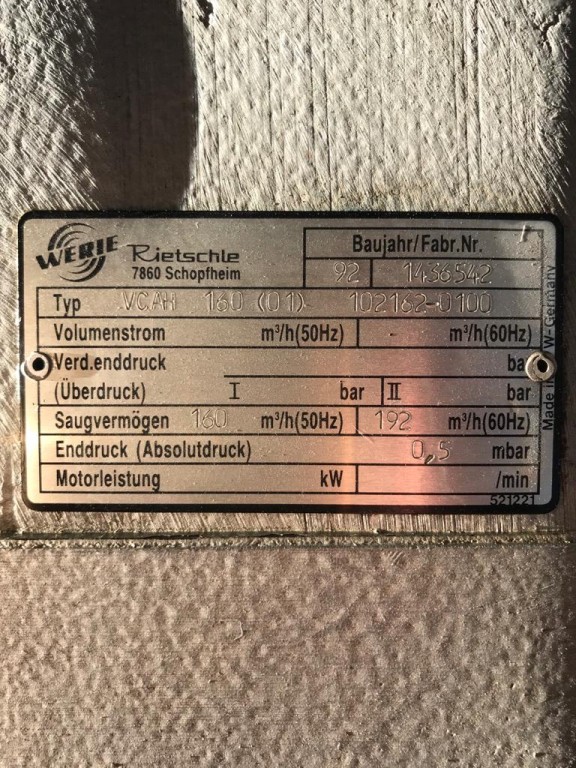 WERIE Rietschle
7860 Schopfheim
Baujahr/Fabr.Nr.
92 1436542
Typ VCAH 160 (01) 102162-0100
Volumenstrom m³/h(50Hz) - m³/h(60Hz)
Verd.enddruck
(Überdruck) I bar II bar
Saugvermögen 160 m³/h(50Hz) 192 m³/h(60Hz)
Enddruck (Absolutdruck) 0,5 mbar
Motorleistung kW /min
521221
Made in W-Germany